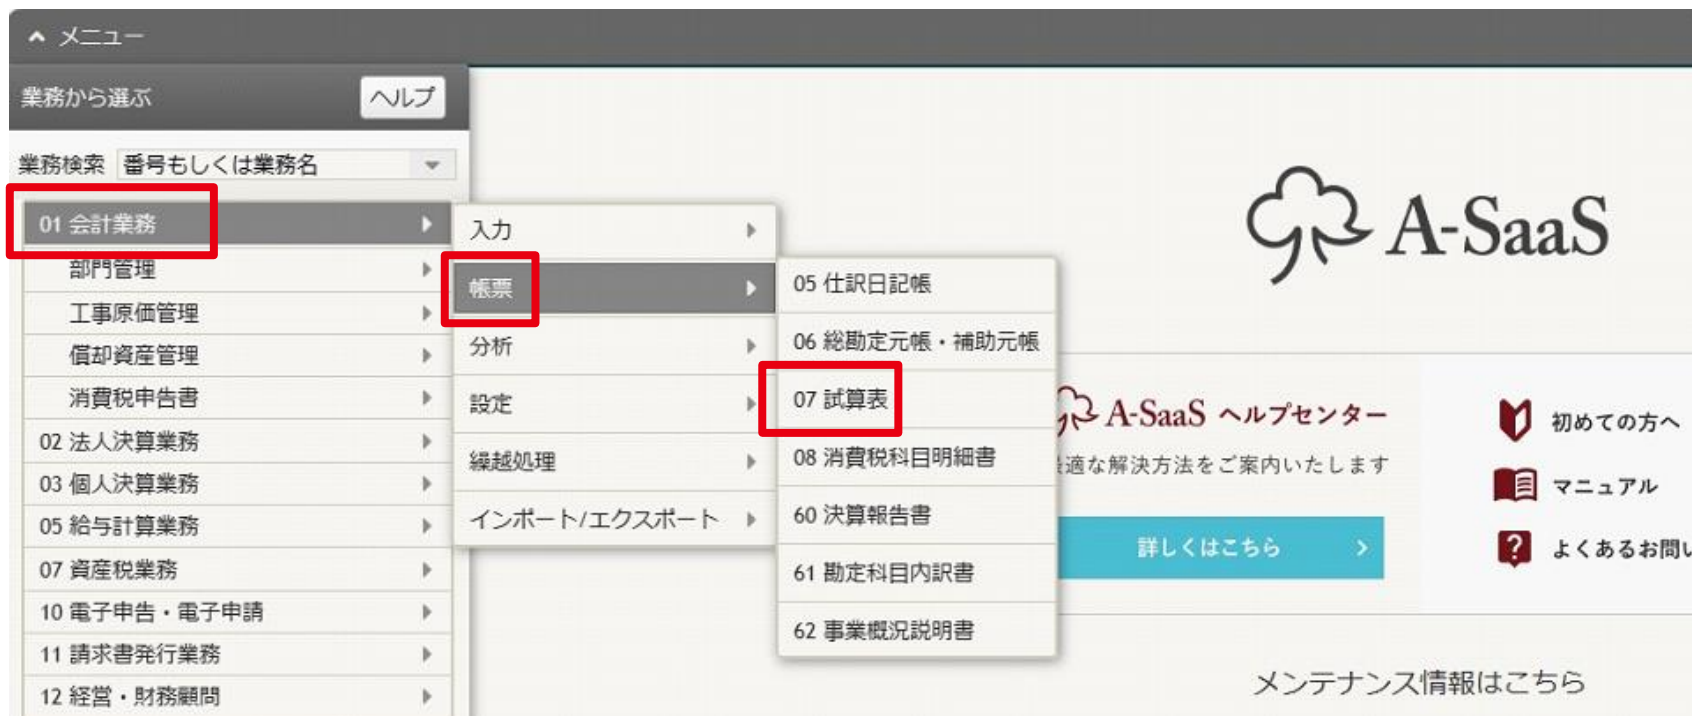 メニュー
業務から選ぶ
ヘルプ
業務検索
番号もしくは業務名
01 会計業務
部門管理
工事原価管理
償却資産管理
消費税申告書
02 法人決算業務
03 個人決算業務
05 給与計算業務
07 資産税業務
10 電子申告・電子申請
11 請求書発行業務
12 経営・財務顧問
入力
帳票
分析
設定
繰越処理
インポート/エクスポート
05 仕訳日記帳
06 総勘定元帳・補助元帳
07 試算表
08 消費税科目明細書
60 決算報告書
61 勘定科目内訳書
62 事業概況説明書
A-SaaS
A-SaaS ヘルプセンター
適な解決方法をご案内いたします
詳しくはこちら
初めての方へ
マニュアル
よくあるお問い
メンテナンス情報はこちら